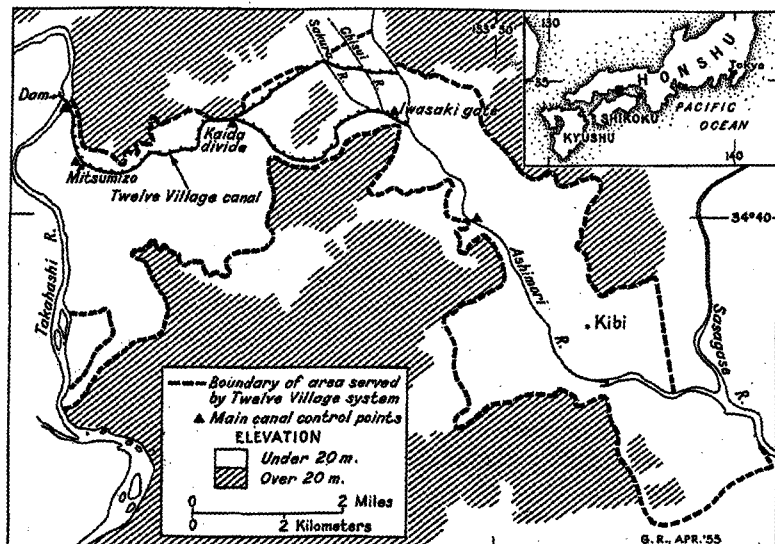 133° 50'
130
35
HONSHU
Tokyo
SHIKOKU
KYUSHU
PACIFIC
OCEAN
140
Sakura R.
Chisui R.
Dam
Iwasaki gate
Kaida
divide
Mitsumizo
Twelve Village canal
34°40'
Takahashi R.
Ashimori R.
Kibi
Sasagase R.
Boundary of area served
by Twelve Village system
Main canal control points
ELEVATION
Under 20 m.
Over 20 m.
0 2 Miles
0 2 Kilometers
G. R., APR. '55